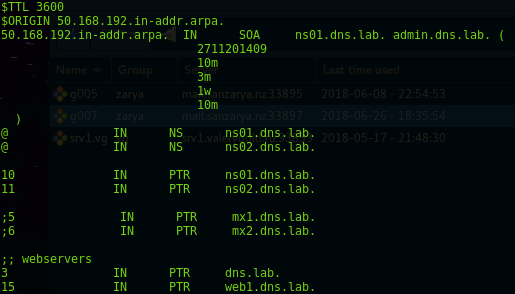 $TTL 3600
$ORIGIN 50.168.192.in-addr.arpa.
50.168.192.in-addr.arpa. IN SOA ns01.dns.lab. admin.dns.lab. (
2711201409
10m
Name Group Last time used
3m
1w
g005 zarya mail.sanzarya.ru:33895 2018-06-08 - 22:54:53
10m
g007 zarya mail.sanzarya.ru:33897 2018-06-26 - 18:35:54
)
@ IN NS ns01.dns.lab.
srv1.vg 2018-05-17 - 21:48:30
@ IN NS ns02.dns.lab.
10 IN PTR ns01.dns.lab.
11 IN PTR ns02.dns.lab.
;5 IN PTR mx1.dns.lab.
;6 IN PTR mx2.dns.lab.
;; webservers
3 IN PTR dns.lab.
15 IN PTR web1.dns.lab.